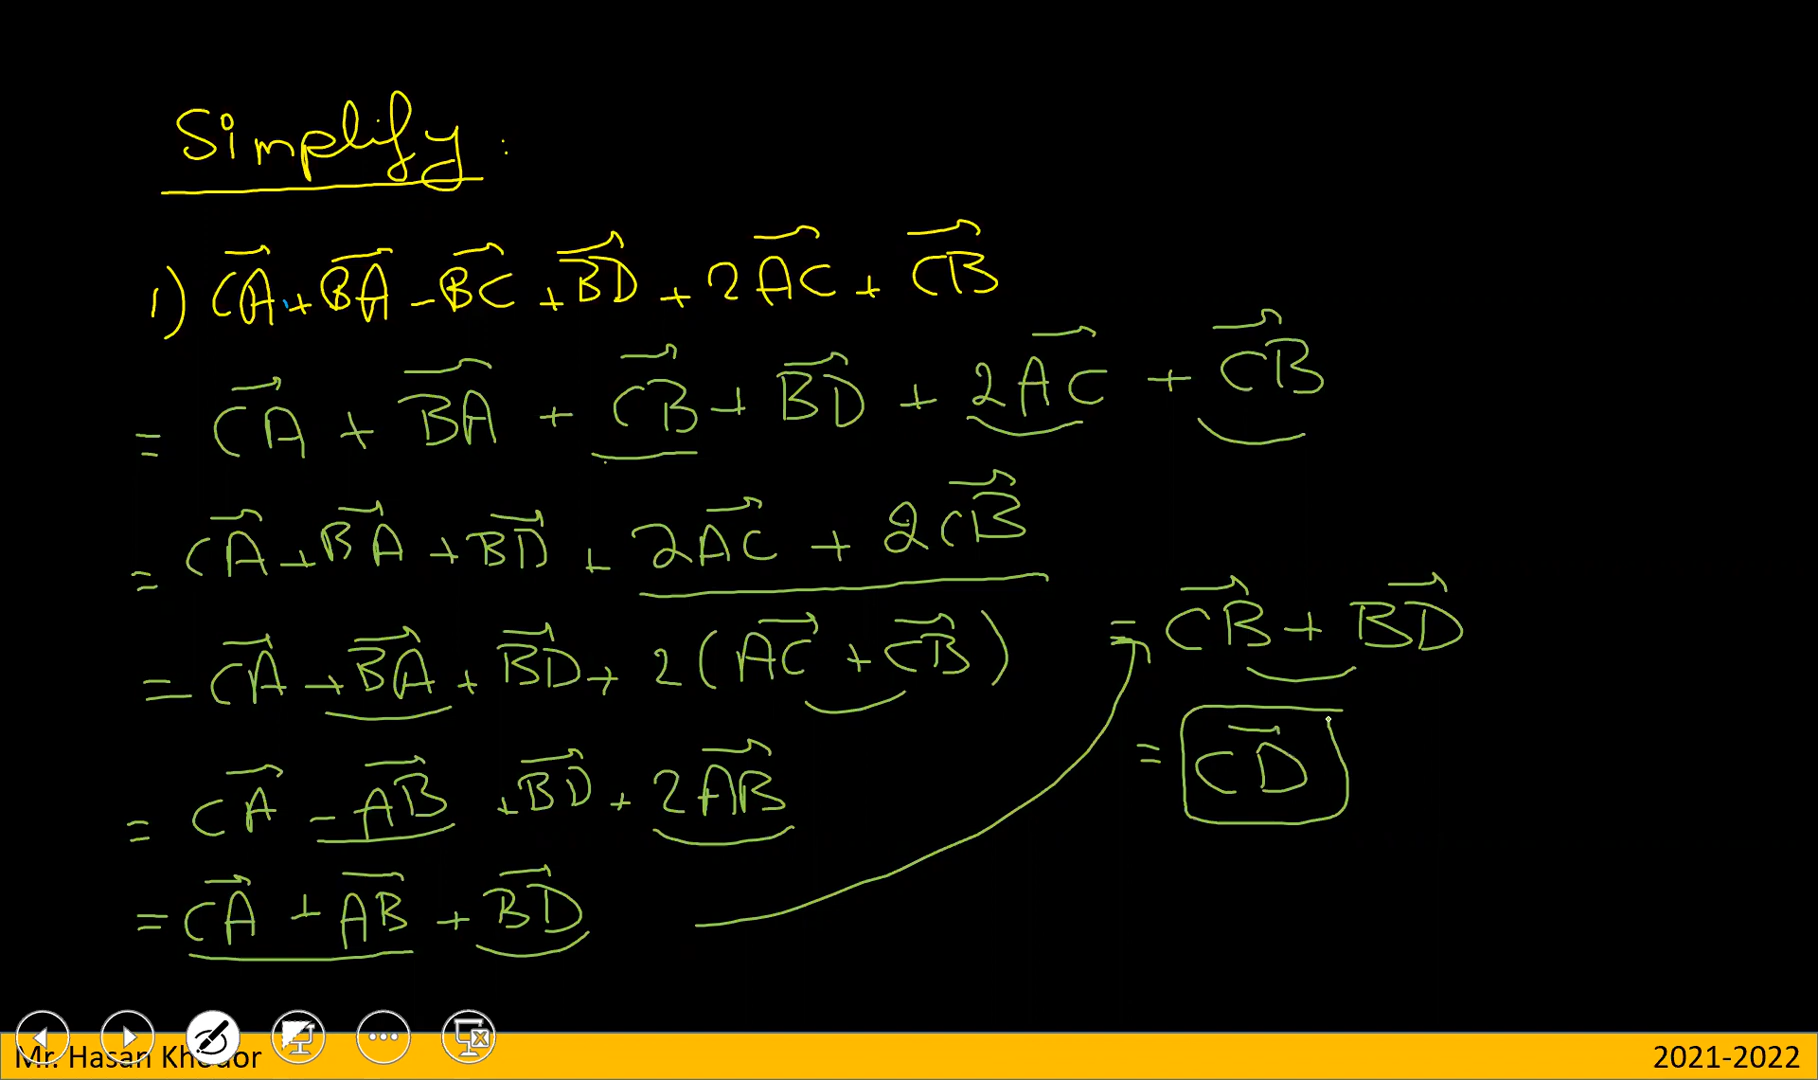 Simplify:
1) CA⃗ + BA⃗ - BC⃗ + BD⃗ + 2AC⃗ + CB⃗
= CA⃗ + BA⃗ + CB⃗ + BD⃗ + 2AC⃗ + CB⃗
= CA⃗ + BA⃗ + BD⃗ + 2AC⃗ + 2CB⃗
= CA⃗ + BA⃗ + BD⃗ + 2(AC⃗ + CB⃗)
= CA⃗ - AB⃗ + BD⃗ + 2AB⃗
= CA⃗ + AB⃗ + BD⃗
= CB⃗ + BD⃗
= CD⃗
Mr. Hasan Khodor
2021-2022